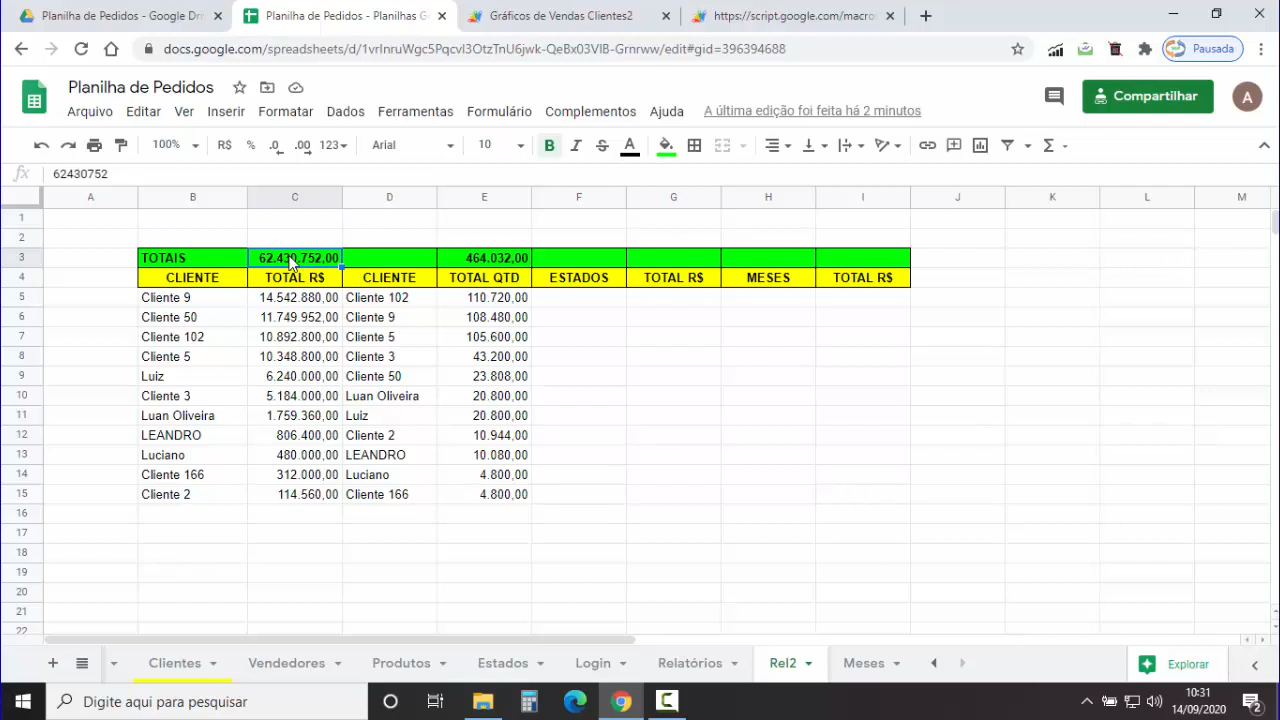 Planilha de Pedidos - Google Dri
Planilha de Pedidos - Planilhas G
Gráficos de Vendas Clientes2
https://script.google.com/macro
docs.google.com/spreadsheets/d/1vrInruWgc5PqcvI3OtzTnU6jwk-QeBx03VIB-Grnrww/edit#gid=396394688
Pausada
Planilha de Pedidos
Arquivo Editar Ver Inserir Formatar Dados Ferramentas Formulário Complementos Ajuda A última edição foi feita há 2 minutos
Compartilhar
A
100% R$ % .0 .00 123 Arial 10 B I S A Σ
fx 62430752
A B C D E F G H I J K L M
1
2
3 TOTAIS 62.430.752,00 464.032,00
4 CLIENTE TOTAL R$ CLIENTE TOTAL QTD ESTADOS TOTAL R$ MESES TOTAL R$
5 Cliente 9 14.542.880,00 Cliente 102 110.720,00
6 Cliente 50 11.749.952,00 Cliente 9 108.480,00
7 Cliente 102 10.892.800,00 Cliente 5 105.600,00
8 Cliente 5 10.348.800,00 Cliente 3 43.200,00
9 Luiz 6.240.000,00 Cliente 50 23.808,00
10 Cliente 3 5.184.000,00 Luan Oliveira 20.800,00
11 Luan Oliveira 1.759.360,00 Luiz 20.800,00
12 LEANDRO 806.400,00 Cliente 2 10.944,00
13 Luciano 480.000,00 LEANDRO 10.080,00
14 Cliente 166 312.000,00 Luciano 4.800,00
15 Cliente 2 114.560,00 Cliente 166 4.800,00
16
17
18
19
20
21
22
Clientes Vendedores Produtos Estados Login Relatórios Rel2 Meses Explorar
Digite aqui para pesquisar
10:31
14/09/2020
2